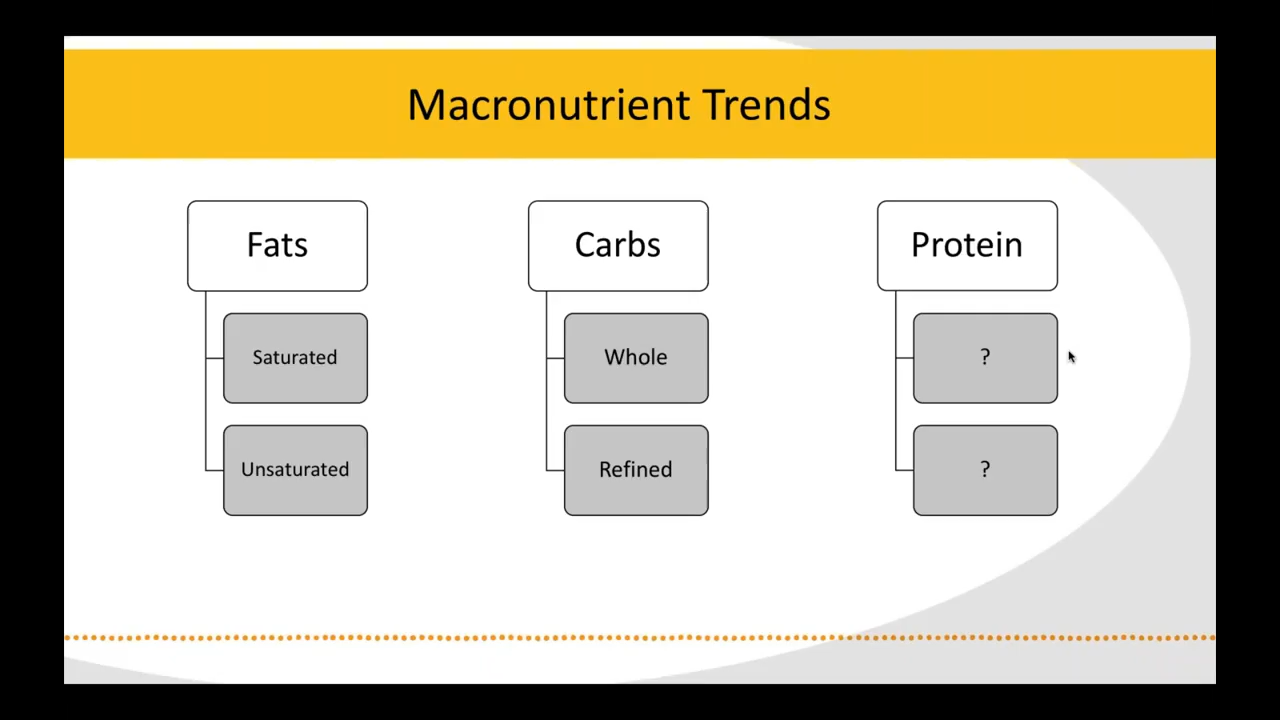 Macronutrient Trends
Fats
Saturated
Unsaturated
Carbs
Whole
Refined
Protein
?
?